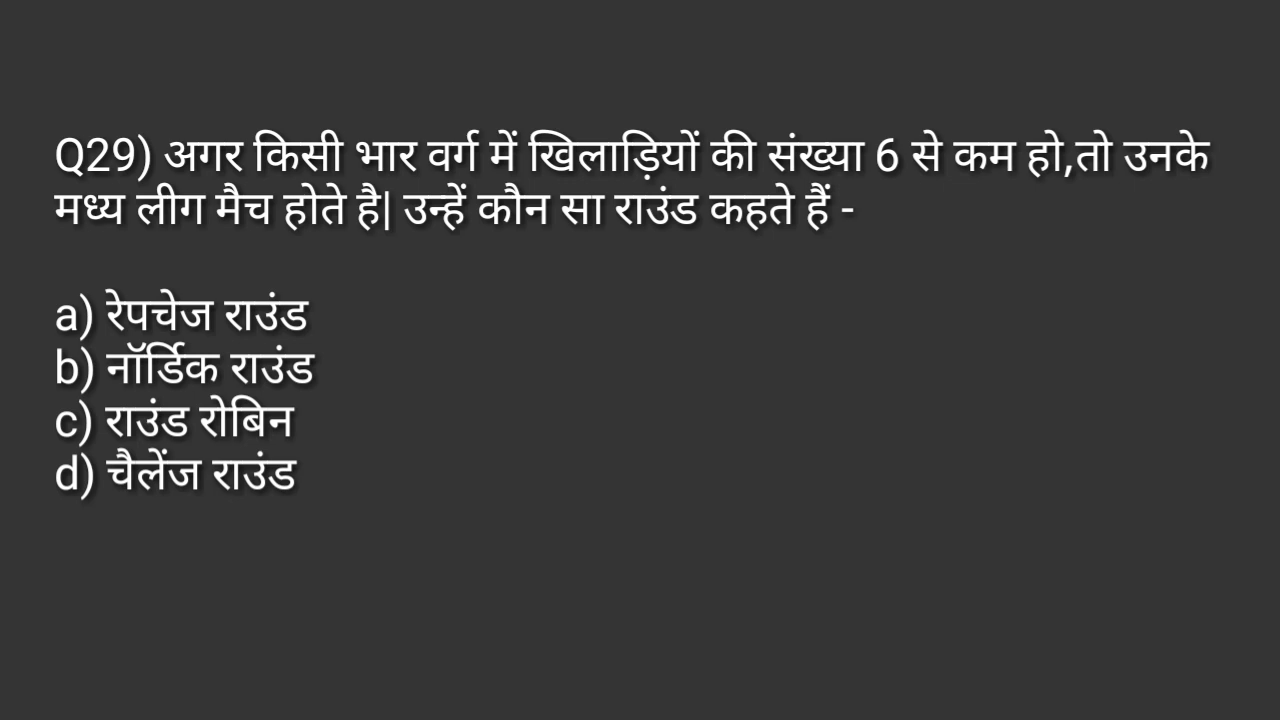 Q29) अगर किसी भार वर्ग में खिलाड़ियों की संख्या 6 से कम हो,तो उनके
मध्य लीग मैच होते है| उन्हें कौन सा राउंड कहते हैं -
a) रेपचेज राउंड
b) नॉर्डिक राउंड
c) राउंड रोबिन
d) चैलेंज राउंड